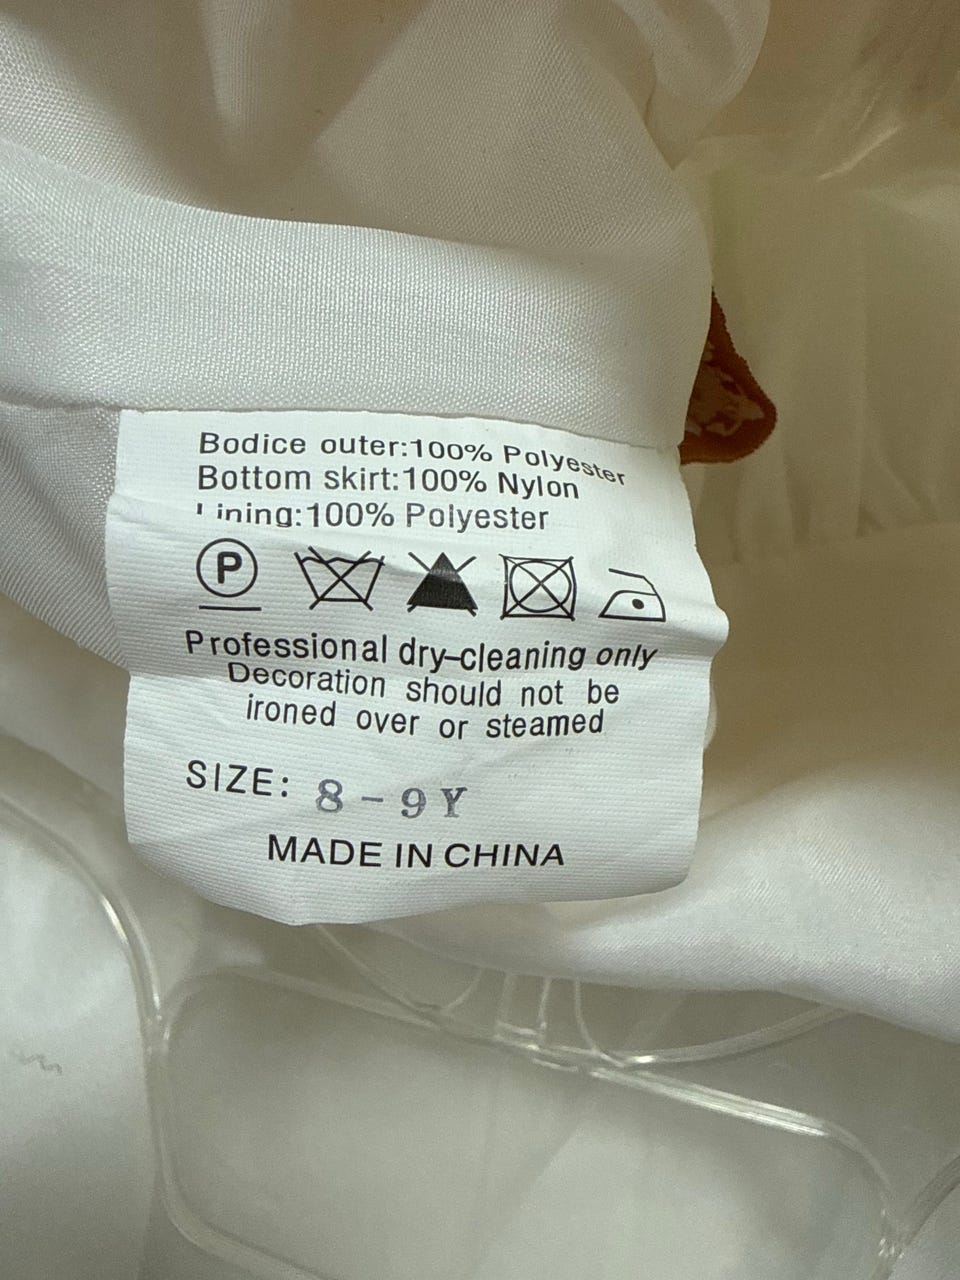 Bodice outer:100% Polyester
Bottom skirt:100% Nylon
Lining:100% Polyester
P
Professional dry-cleaning only
Decoration should not be
ironed over or steamed
SIZE: 8-9Y
MADE IN CHINA